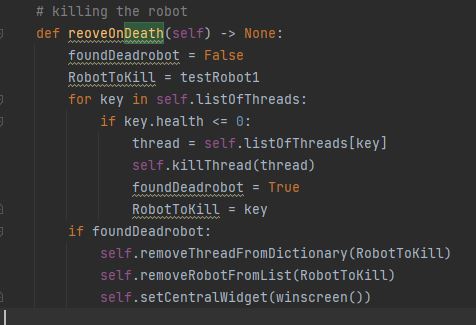 # killing the robot
def reoveOnDeath(self) -> None:
    foundDeadrobot = False
    RobotToKill = testRobot1
    for key in self.listOfThreads:
        if key.health <= 0:
            thread = self.listOfThreads[key]
            self.killThread(thread)
            foundDeadrobot = True
            RobotToKill = key
    if foundDeadrobot:
        self.removeThreadFromDictionary(RobotToKill)
        self.removeRobotFromList(RobotToKill)
        self.setCentralWidget(winscreen())